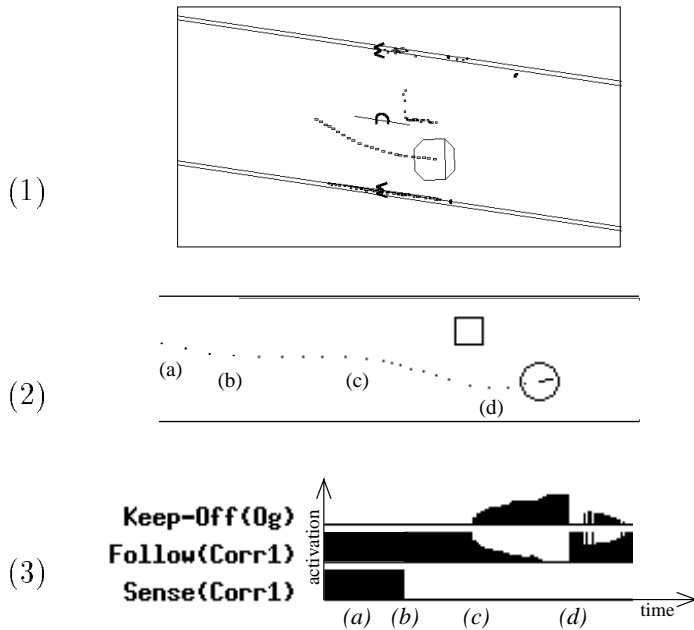 (1)
(2)
(a)
(b)
(c)
(d)
(3)
activation
Keep-Off(Og)
Follow(Corr1)
Sense(Corr1)
(a) (b) (c) (d) time